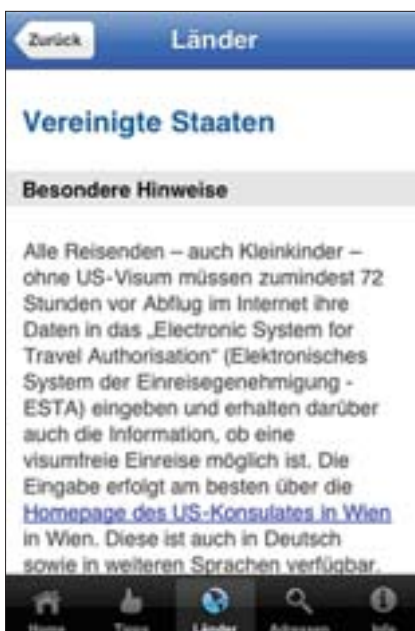 Zurück
Länder
Vereinigte Staaten
Besondere Hinweise
Alle Reisenden – auch Kleinkinder –
ohne US-Visum müssen zumindest 72
Stunden vor Abflug im Internet ihre
Daten in das „Electronic System for
Travel Authorisation“ (Elektronisches
System der Einreisegenehmigung -
ESTA) eingeben und erhalten darüber
auch die Information, ob eine
visumfreie Einreise möglich ist. Die
Eingabe erfolgt am besten über die
Homepage des US-Konsulates in Wien
in Wien. Diese ist auch in Deutsch
sowie in weiteren Sprachen verfügbar.
Home Tipps Länder Adressen Info